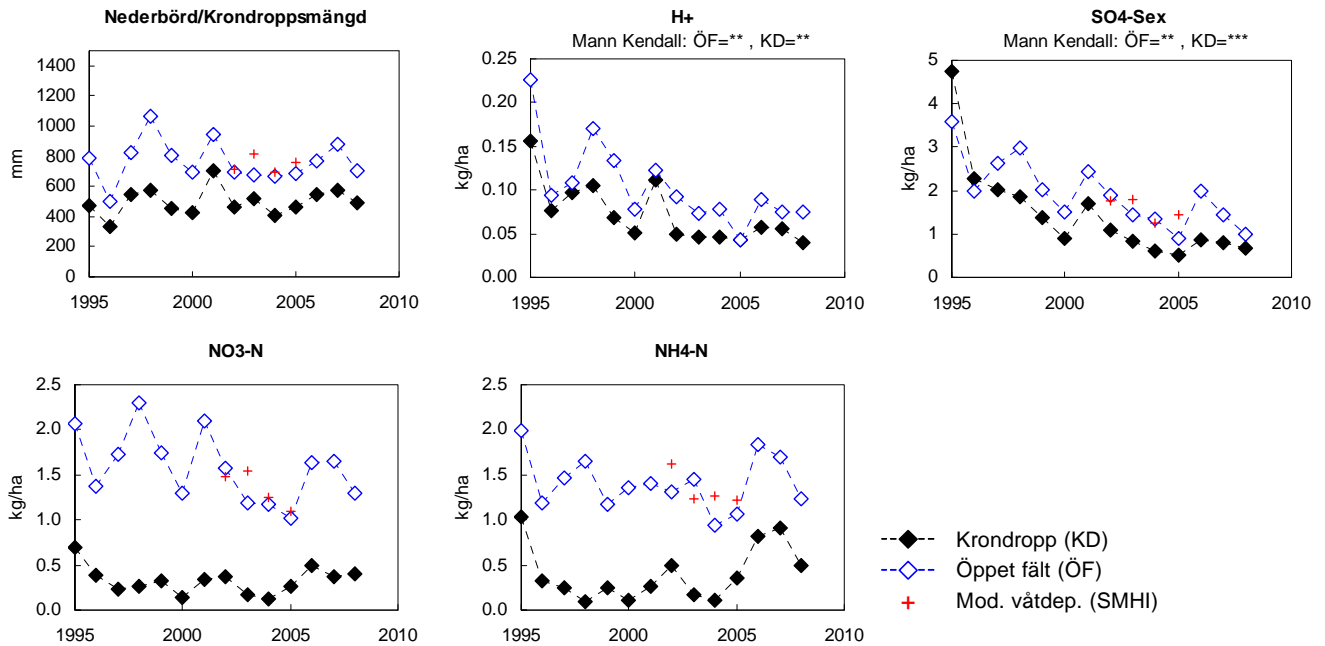 Nederbörd/Krondroppsmängd
mm
1400
1200
1000
800
600
400
200
0
1995 2000 2005 2010
H+
Mann Kendall: ÖF=** , KD=**
kg/ha
0.25
0.20
0.15
0.10
0.05
0.00
1995 2000 2005 2010
SO4-Sex
Mann Kendall: ÖF=** , KD=***
kg/ha
5
4
3
2
1
0
1995 2000 2005 2010
NO3-N
kg/ha
2.5
2.0
1.5
1.0
0.5
0.0
1995 2000 2005 2010
NH4-N
kg/ha
2.5
2.0
1.5
1.0
0.5
0.0
1995 2000 2005 2010
Krondropp (KD)
Öppet fält (ÖF)
Mod. våtdep. (SMHI)